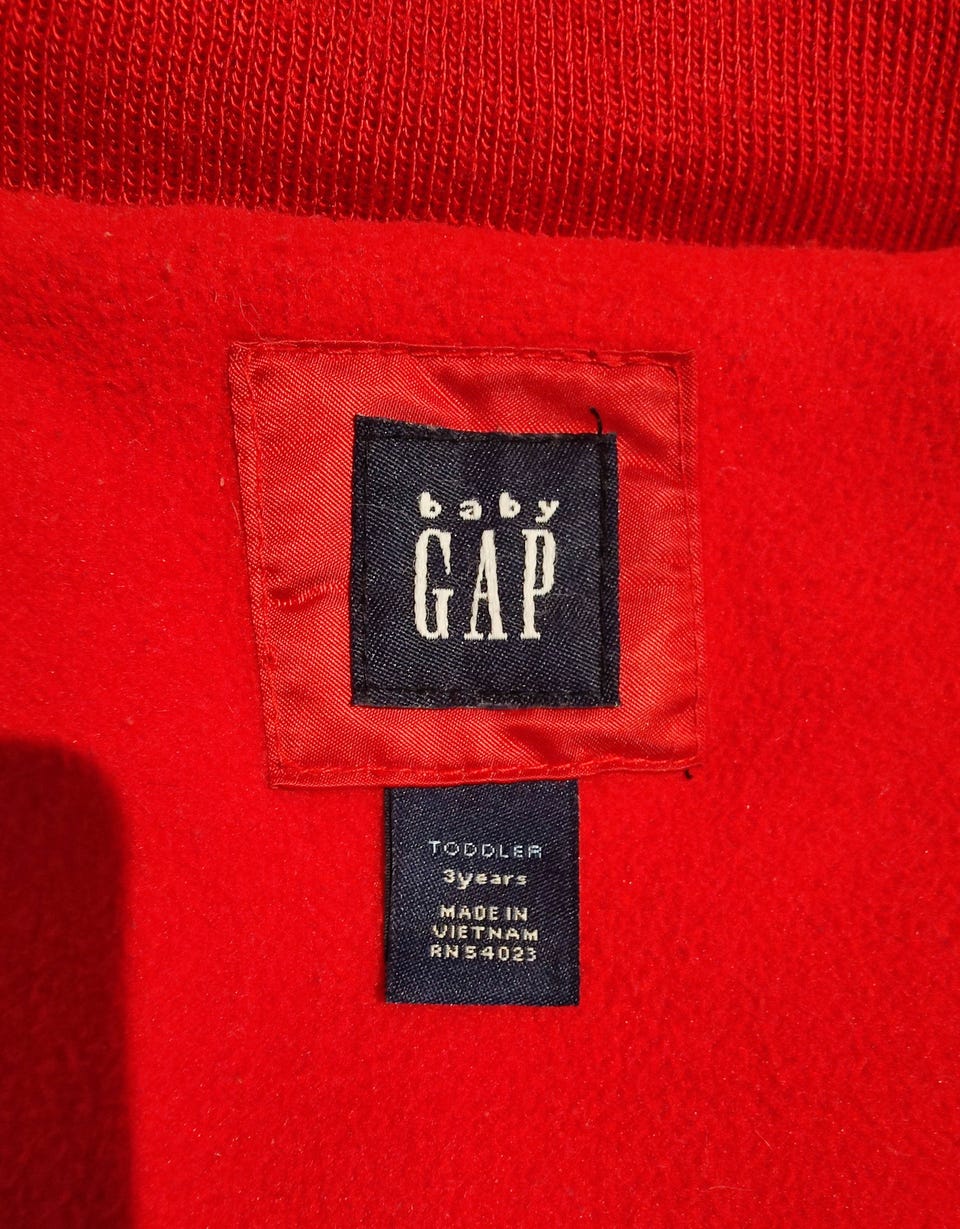 baby
GAP
TODDLER
3years
MADE IN
VIETNAM
RN54023